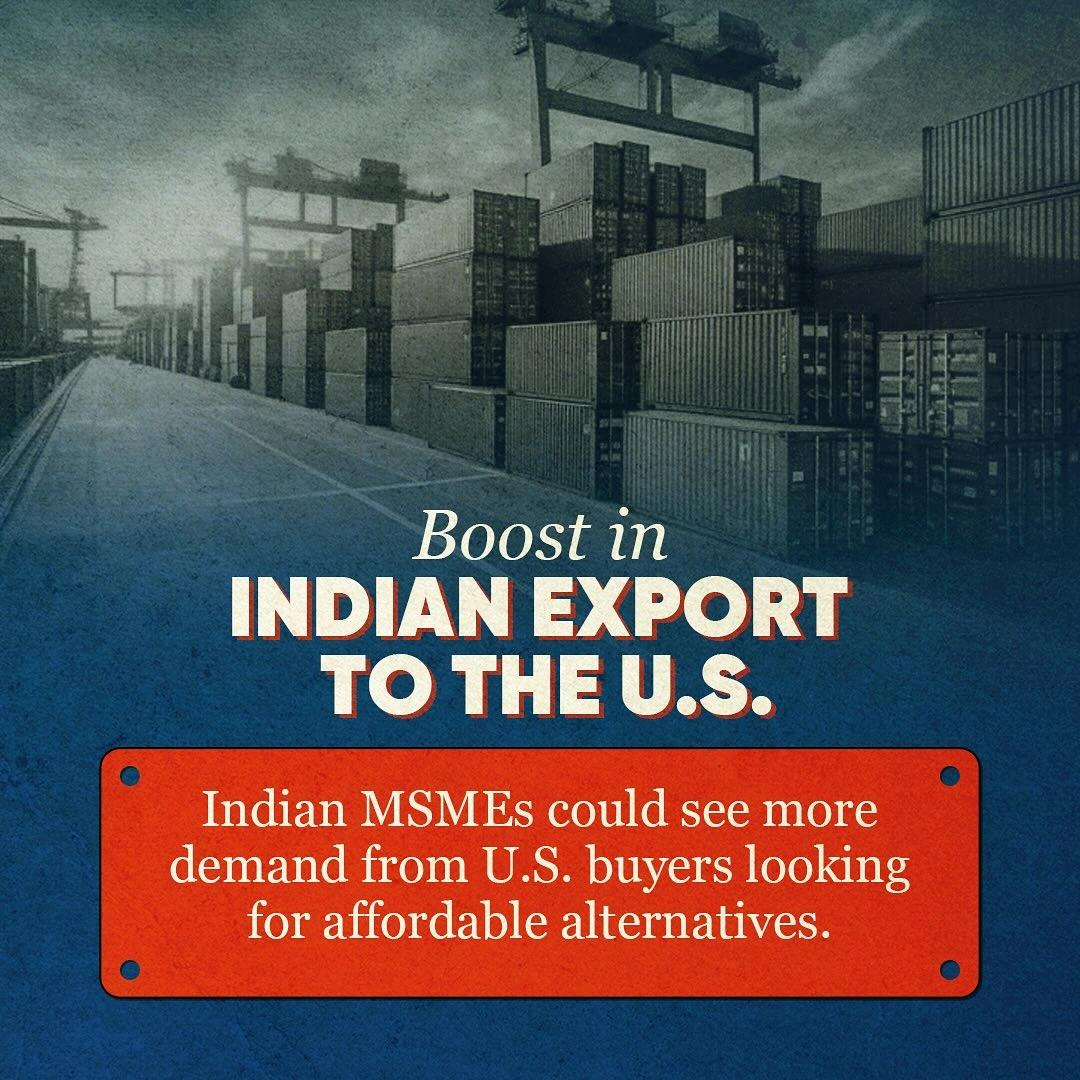 Boost in
INDIAN EXPORT
TO THE U.S.
Indian MSMEs could see more
demand from U.S. buyers looking
for affordable alternatives.